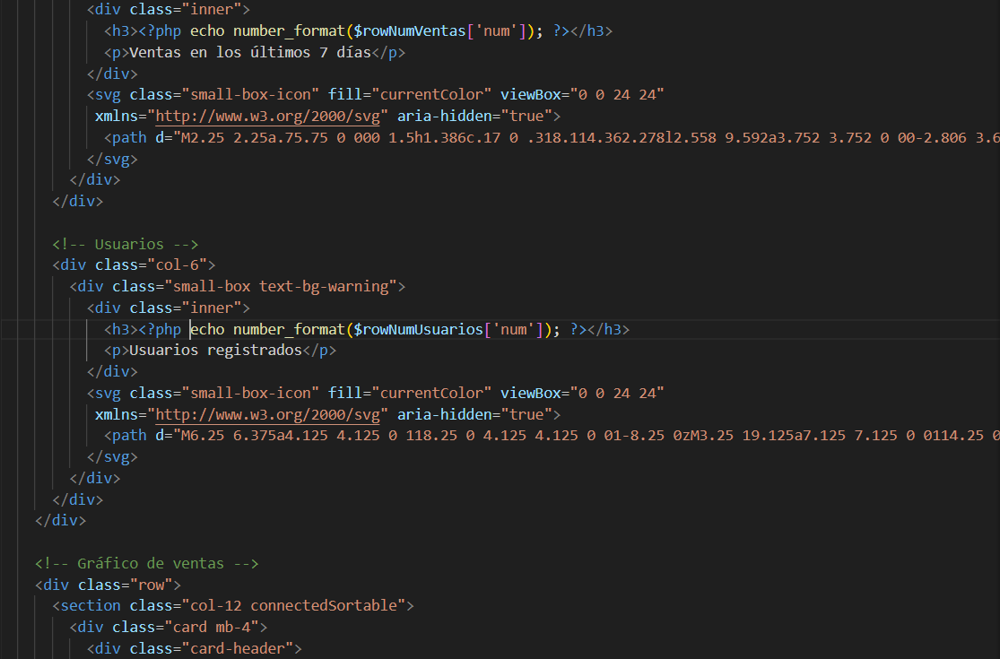 <div class="inner">
<h3><?php echo number_format($rowNumVentas['num']); ?></h3>
<p>Ventas en los últimos 7 días</p>
</div>
<svg class="small-box-icon" fill="currentColor" viewBox="0 0 24 24"
xmlns="http://www.w3.org/2000/svg" aria-hidden="true">
<path d="M2.25 2.25a.75.75 0 000 1.5h1.386c.17 0 .318.114.362.278l2.558 9.592a3.752 3.752 0 00-2.806 3.6
</svg>
</div>
</div>
<!-- Usuarios -->
<div class="col-6">
<div class="small-box text-bg-warning">
<div class="inner">
<h3><?php echo number_format($rowNumUsuarios['num']); ?></h3>
<p>Usuarios registrados</p>
</div>
<svg class="small-box-icon" fill="currentColor" viewBox="0 0 24 24"
xmlns="http://www.w3.org/2000/svg" aria-hidden="true">
<path d="M6.25 6.375a4.125 4.125 0 118.25 0 4.125 4.125 0 01-8.25 0zM3.25 19.125a7.125 7.125 0 0114.25 0
</svg>
</div>
</div>
</div>
<!-- Gráfico de ventas -->
<div class="row">
<section class="col-12 connectedSortable">
<div class="card mb-4">
<div class="card-header">